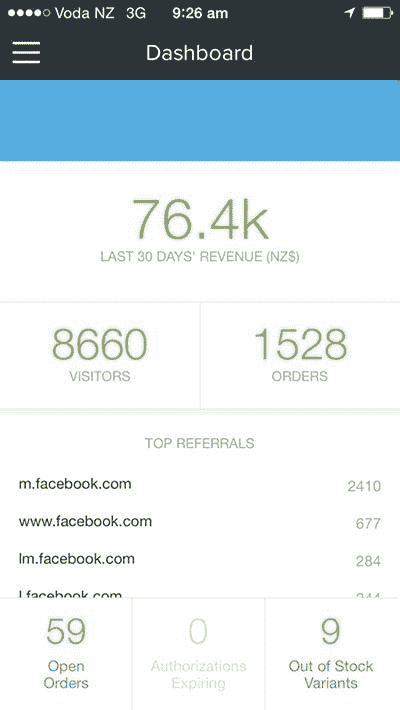 Voda NZ 3G 9:26 am
Dashboard
76.4k
LAST 30 DAYS' REVENUE (NZ$)
8660 1528
VISITORS ORDERS
TOP REFERRALS
m.facebook.com 2410
www.facebook.com 677
lm.facebook.com 284
l.facebook.com 244
59 0 9
Open Authorizations Out of Stock
Orders Expiring Variants